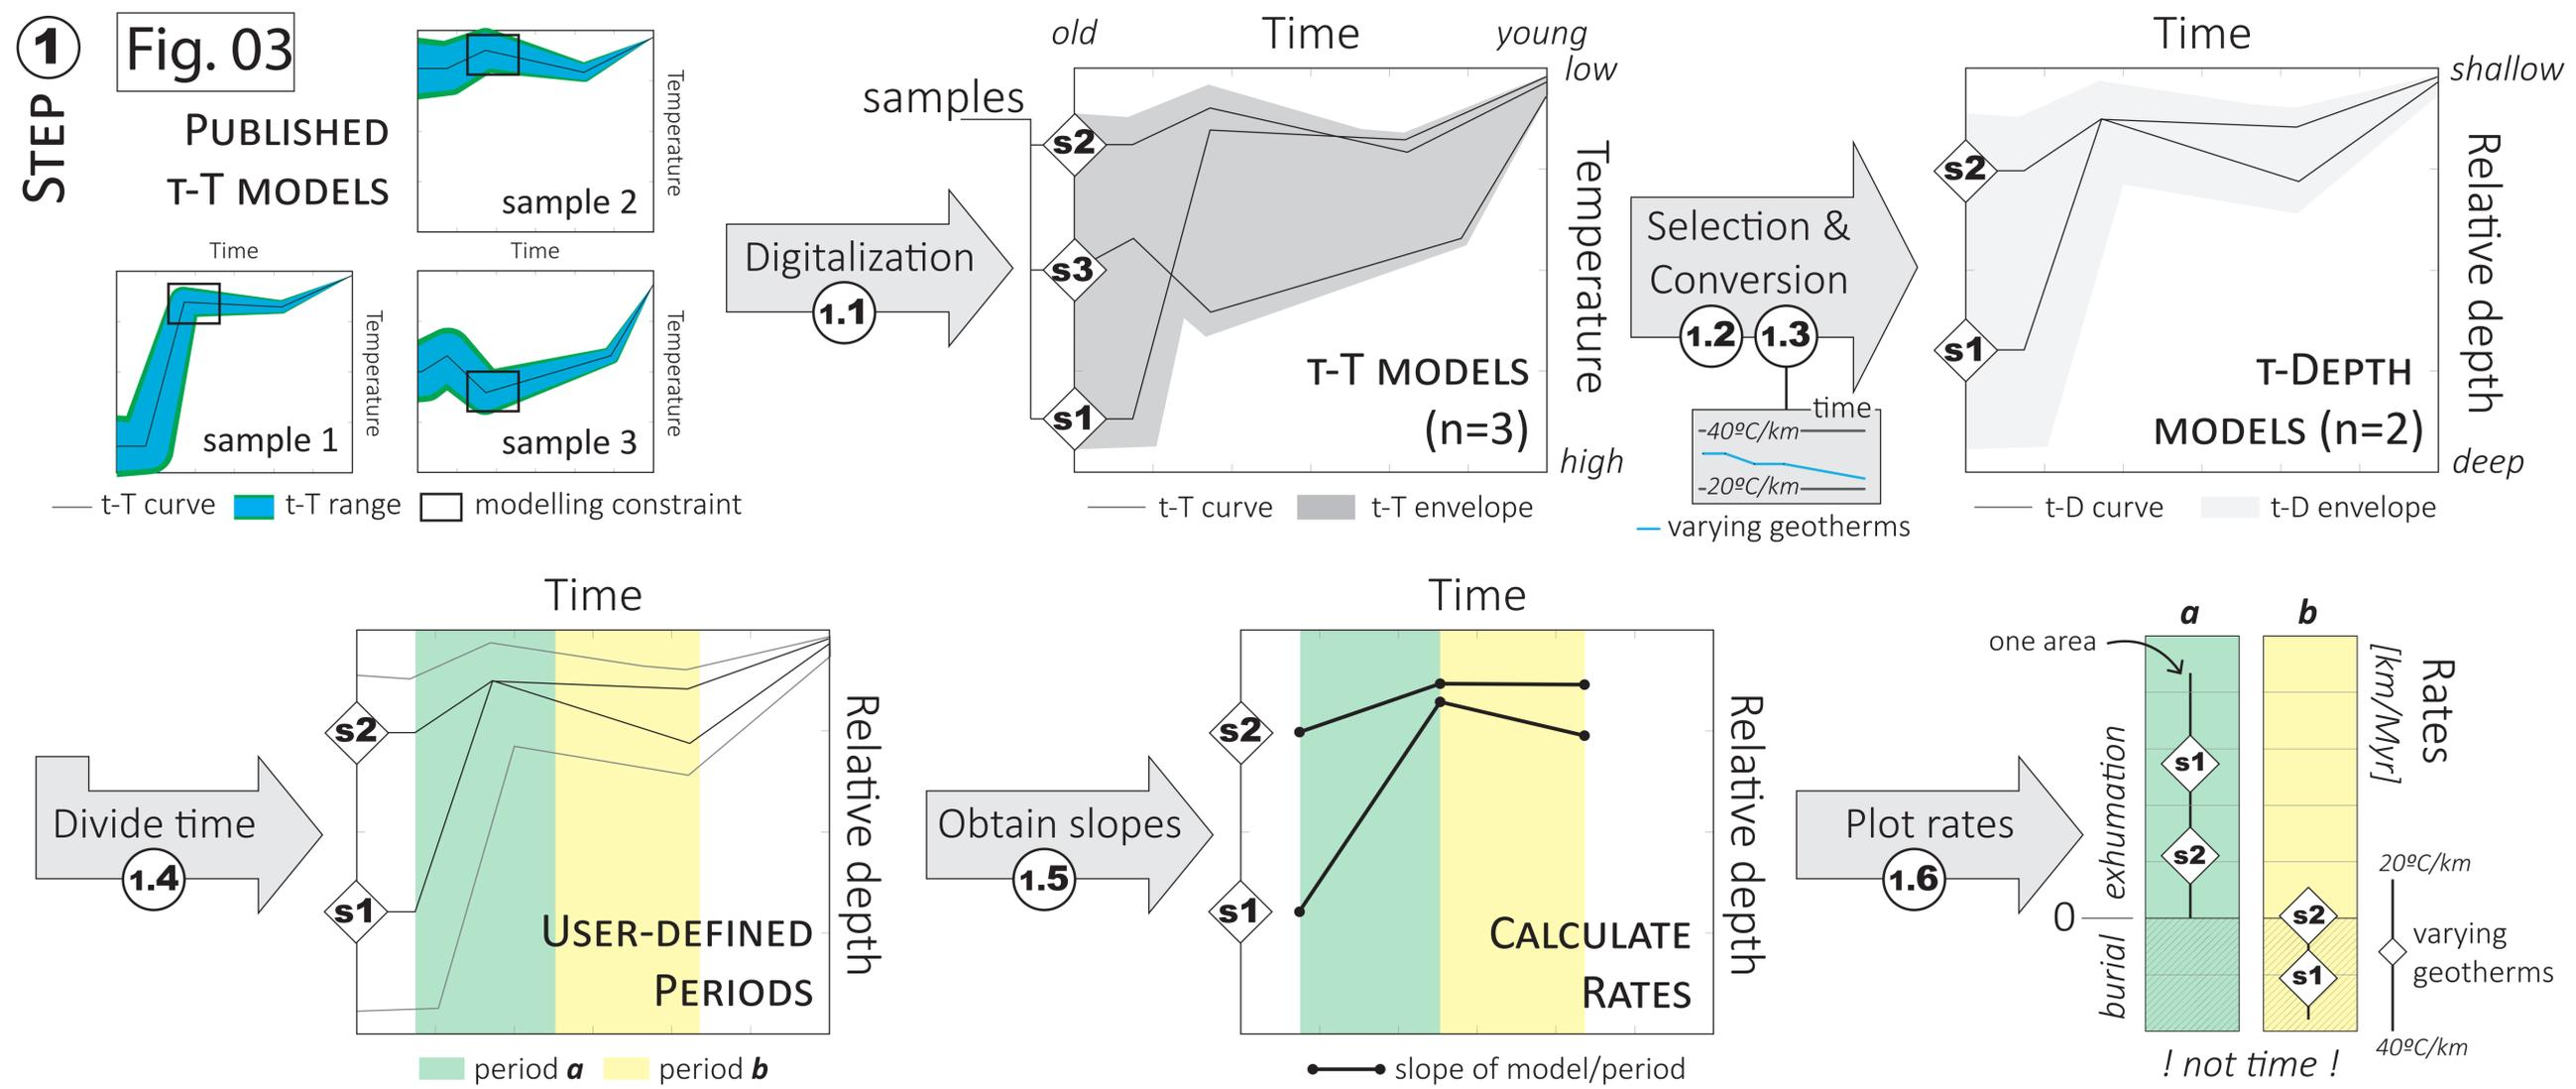 1
STEP
Fig. 03
PUBLISHED
T-T MODELS
Temperature
sample 2
Time
Time
Temperature
sample 1
Temperature
sample 3
t-T curve
t-T range
modelling constraint
Digitalization
1.1
Time
old
young
low
samples
s2
s3
s1
Temperature
T-T MODELS
(n=3)
high
t-T curve
t-T envelope
Selection &
Conversion
1.2
1.3
time
40ºC/km
20ºC/km
varying geotherms
Time
shallow
s2
s1
Relative depth
T-DEPTH
MODELS (n=2)
deep
t-D curve
t-D envelope
Divide time
1.4
Time
s2
s1
Relative depth
USER-DEFINED
PERIODS
period a
period b
Obtain slopes
1.5
Time
s2
s1
Relative depth
CALCULATE
RATES
slope of model/period
Plot rates
1.6
a
b
one area
Rates
[km/Myr]
exhumation
burial
0
s1
s2
s2
s1
20ºC/km
varying
geotherms
40ºC/km
! not time !